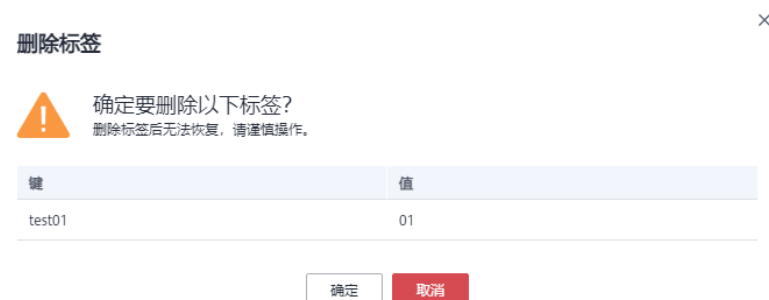 删除标签
确定要删除以下标签?
删除标签后无法恢复，请谨慎操作。
键 值
test01 01
确定 取消